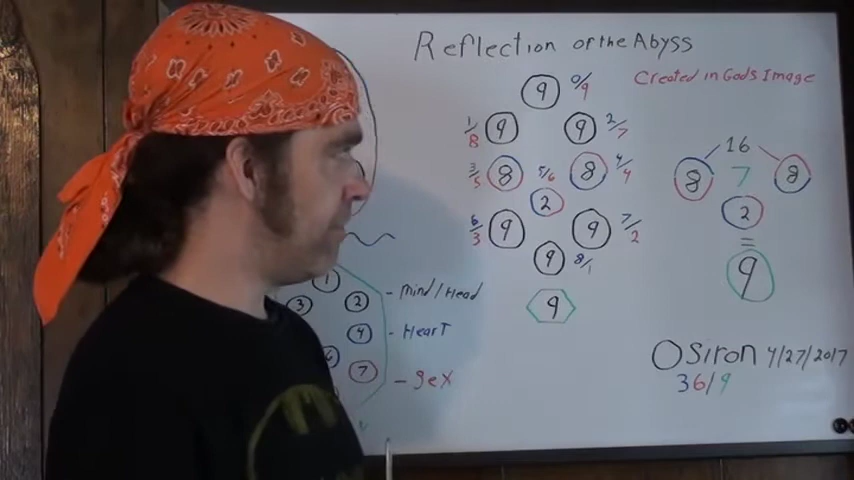 Reflection of the Abyss
Created in Gods Image
9 0/9
1/8 9 9 2/7
3/5 8 5/6 8 4/4
2
6/3 9 9 7/2
9 8/1
9
16
8 7 8
2
=
9
1
3 2 - Mind/Head
4 - HearT
6 7 - SeX
Osiron 4/27/2017
36/9